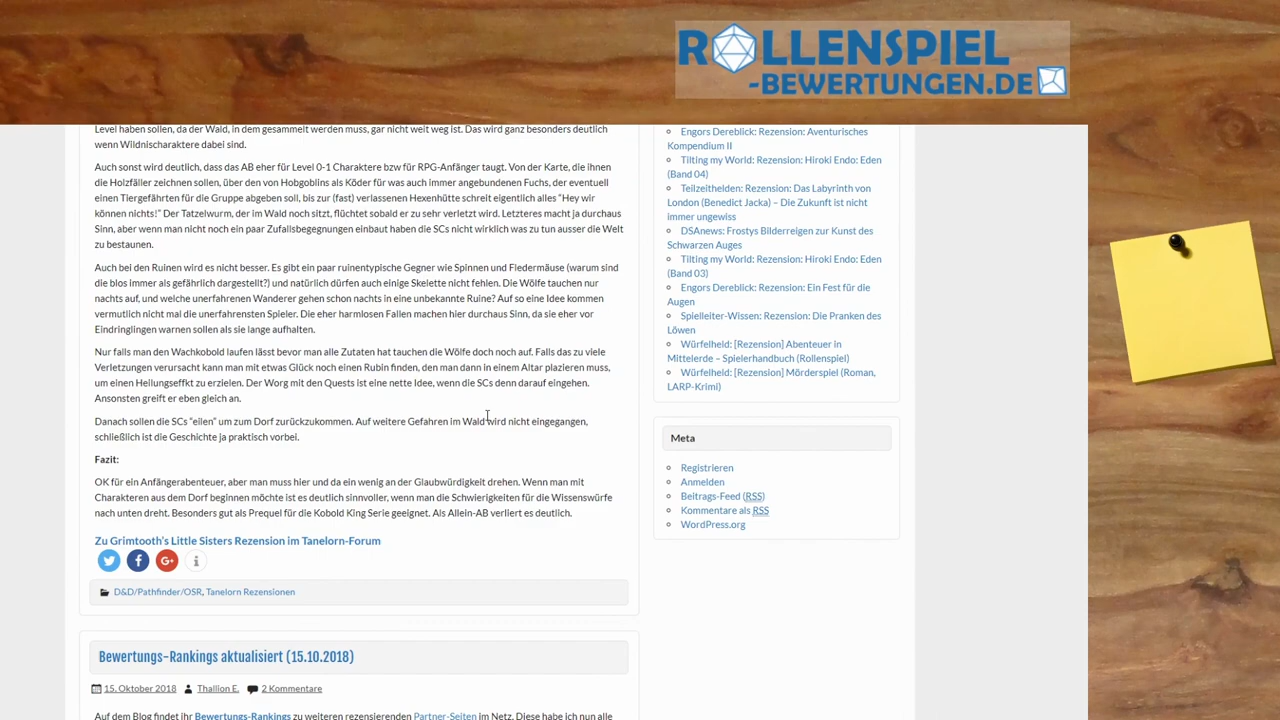 ROLLENSPIEL
-BEWERTUNGEN.DE
Level haben sollen, da der Wald, in dem gesammelt werden muss, gar nicht weit weg ist. Das wird ganz besonders deutlich
wenn Wildnischaraktere dabei sind.
Auch sonst wird deutlich, dass das AB eher für Level 0-1 Charaktere bzw für RPG-Anfänger taugt. Von der Karte, die ihnen
die Holzfäller zeichnen sollen, über den von Hobgoblins als Köder für was auch immer angebundenen Fuchs, der eventuell
einen Tiergefährten für die Gruppe abgeben soll, bis zur (fast) verlassenen Hexenhütte schreit eigentlich alles "Hey wir
können nichts!" Der Tatzelwurm, der im Wald noch sitzt, flüchtet sobald er zu sehr verletzt wird. Letzteres macht ja durchaus
Sinn, aber wenn man nicht noch ein paar Zufallsbegegnungen einbaut haben die SCs nicht wirklich was zu tun ausser die Welt
zu bestaunen.
Auch bei den Ruinen wird es nicht besser. Es gibt ein paar ruinentypische Gegner wie Spinnen und Fledermäuse (warum sind
die blos immer als gefährlich dargestellt?) und natürlich dürfen auch einige Skelette nicht fehlen. Die Wölfe tauchen nur
nachts auf, und welche unerfahrenen Wanderer gehen schon nachts in eine unbekannte Ruine? Auf so eine Idee kommen
vermutlich nicht mal die unerfahrensten Spieler. Die eher harmlosen Fallen machen hier durchaus Sinn, da sie eher vor
Eindringlingen warnen sollen als sie lange aufhalten.
Nur falls man den Wachkobold laufen lässt bevor man alle Zutaten hat tauchen die Wölfe doch noch auf. Falls das zu viele
Verletzungen verursacht kann man mit etwas Glück noch einen Rubin finden, den man dann in einem Altar plazieren muss,
um einen Heilungseffkt zu erzielen. Der Worg mit den Quests ist eine nette Idee, wenn die SCs denn darauf eingehen.
Ansonsten greift er eben gleich an.
Danach sollen die SCs "eilen" um zum Dorf zurückzukommen. Auf weitere Gefahren im Wald wird nicht eingegangen,
schließlich ist die Geschichte ja praktisch vorbei.
Fazit:
OK für ein Anfängerabenteuer, aber man muss hier und da ein wenig an der Glaubwürdigkeit drehen. Wenn man mit
Charakteren aus dem Dorf beginnen möchte ist es deutlich sinnvoller, wenn man die Schwierigkeiten für die Wissenswürfe
nach unten dreht. Besonders gut als Prequel für die Kobold King Serie geeignet. Als Allein-AB verliert es deutlich.
Zu Grimtooth's Little Sisters Rezension im Tanelorn-Forum
D&D/Pathfinder/OSR, Tanelorn Rezensionen
Bewertungs-Rankings aktualisiert (15.10.2018)
15. Oktober 2018 Thallion E. 2 Kommentare
Auf dem Blog findet ihr Bewertungs-Rankings zu weiteren rezensierenden Partner-Seiten im Netz. Diese habe ich nun alle
Engors Dereblick: Rezension: Aventurisches
Kompendium II
Tilting my World: Rezension: Hiroki Endo: Eden
(Band 04)
Teilzeithelden: Rezension: Das Labyrinth von
London (Benedict Jacka) – Die Zukunft ist nicht
immer ungewiss
DSAnews: Frostys Bilderreigen zur Kunst des
Schwarzen Auges
Tilting my World: Rezension: Hiroki Endo: Eden
(Band 03)
Engors Dereblick: Rezension: Ein Fest für die
Augen
Spielleiter-Wissen: Rezension: Die Pranken des
Löwen
Würfelheld: [Rezension] Abenteuer in
Mittelerde – Spielerhandbuch (Rollenspiel)
Würfelheld: [Rezension] Mörderspiel (Roman,
LARP-Krimi)
Meta
Registrieren
Anmelden
Beitrags-Feed (RSS)
Kommentare als RSS
WordPress.org